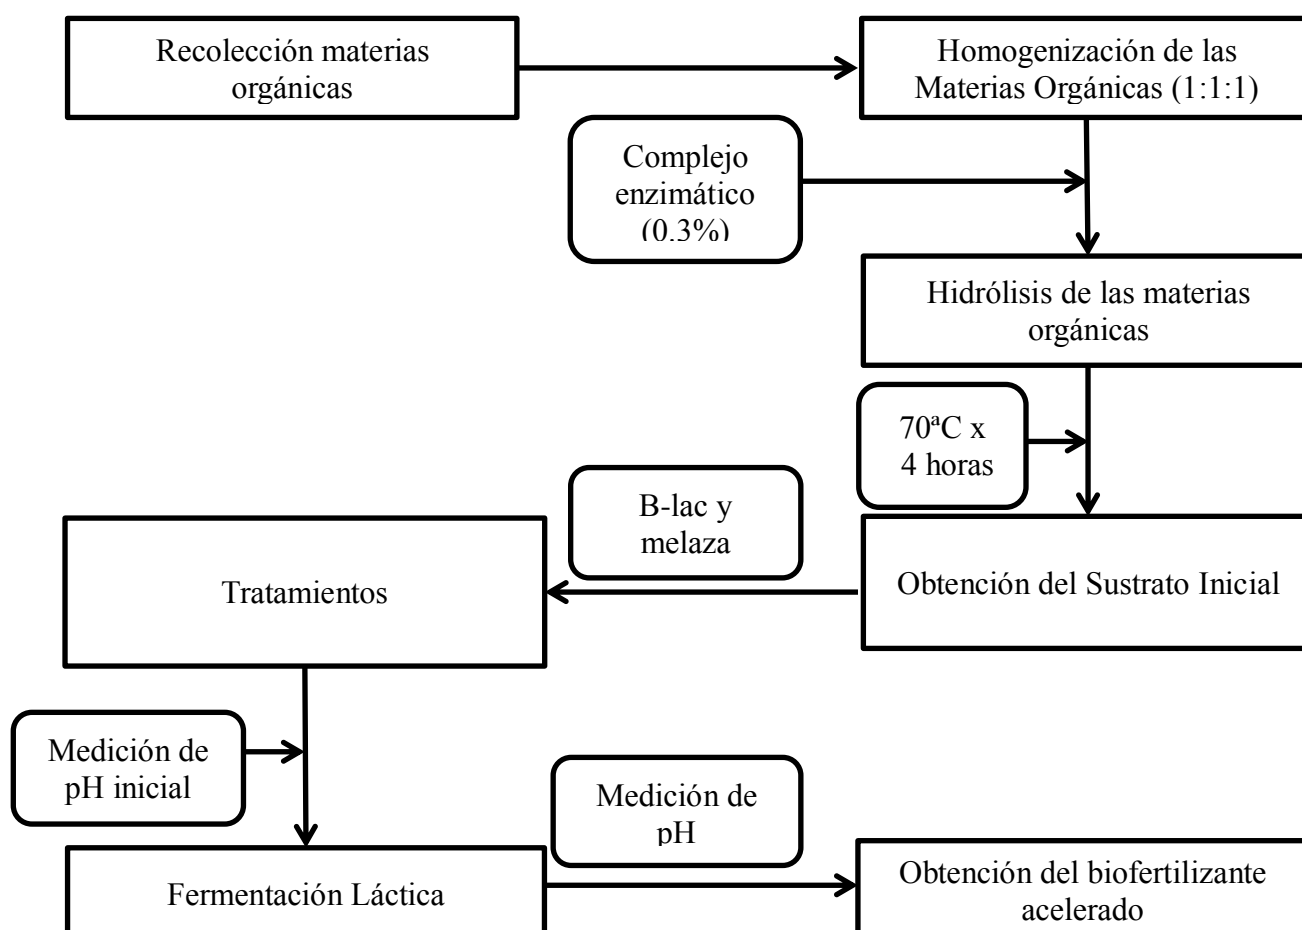 Recolección materias
orgánicas
Homogenización de las
Materias Orgánicas (1:1:1)
Complejo
enzimático
(0.3%)
Hidrólisis de las materias
orgánicas
70ªC x
4 horas
B-lac y
melaza
Obtención del Sustrato Inicial
Tratamientos
Medición de
pH inicial
Medición de
pH
Fermentación Láctica
Obtención del biofertilizante
acelerado